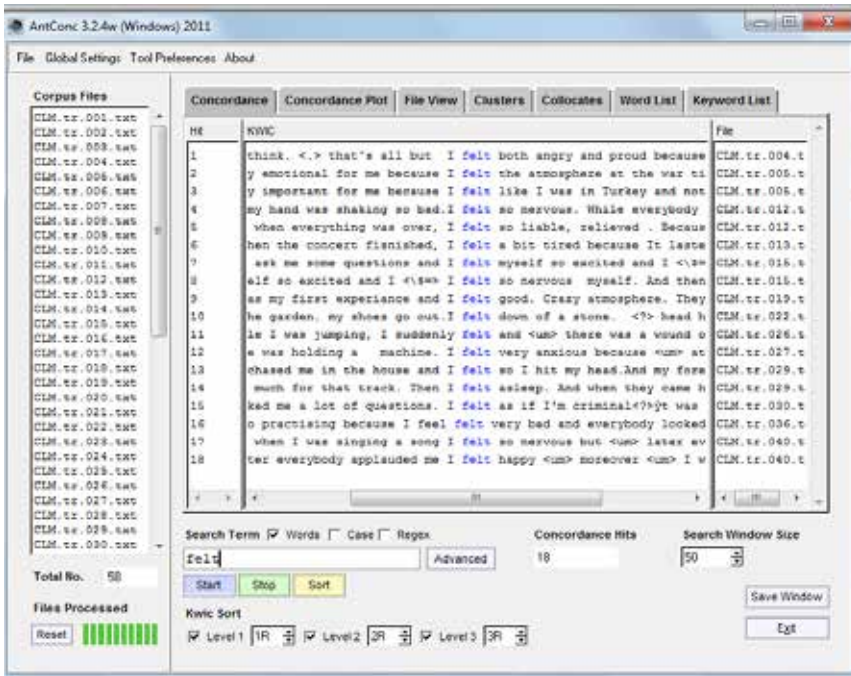 AntConc 3.2.4w (Windows) 2011
File Global Settings Tool Preferences About
Corpus Files
CLM.tr.001.txt
CLM.tr.002.txt
CLM.tr.003.txt
CLM.tr.004.txt
CLM.tr.005.txt
CLM.tr.006.txt
CLM.tr.007.txt
CLM.tr.008.txt
CLM.tr.009.txt
CLM.tr.010.txt
CLM.tr.011.txt
CLM.tr.012.txt
CLM.tr.013.txt
CLM.tr.014.txt
CLM.tr.015.txt
CLM.tr.016.txt
CLM.tr.017.txt
CLM.tr.018.txt
CLM.tr.019.txt
CLM.tr.020.txt
CLM.tr.021.txt
CLM.tr.022.txt
CLM.tr.023.txt
CLM.tr.024.txt
CLM.tr.025.txt
CLM.tr.026.txt
CLM.tr.027.txt
CLM.tr.028.txt
CLM.tr.029.txt
CLM.tr.030.txt
Total No. 58
Files Processed
Reset
Concordance Concordance Plot File View Clusters Collocates Word List Keyword List
Hit KWIC File
1 think. <.> that's all but I felt both angry and proud because CLM.tr.004.t
2 y emotional for me because I felt the atmosphere at the war ti CLM.tr.005.t
3 y important for me because I felt like I was in Turkey and not CLM.tr.005.t
4 my hand was shaking so bad.I felt so nervous. While everybody CLM.tr.012.t
5 when everything was over, I felt so liable, relieved . Becaus CLM.tr.012.t
6 hen the concert fisnished, I felt a bit tired because It laste CLM.tr.013.t
7 ask me some questions and I felt myself so excited and I <\$=> CLM.tr.015.t
8 elf so excited and I <\$=> I felt so nervous myself. And then CLM.tr.015.t
9 as my first experiance and I felt good. Crazy atmosphere. They CLM.tr.019.t
10 he garden, my shoes go out.I felt down of a stone. <?> head h CLM.tr.022.t
11 le I was jumping, I suddenly felt and <um> there was a wound o CLM.tr.026.t
12 e was holding a machine. I felt very anxious because <um> at CLM.tr.027.t
13 chased me in the house and I felt so I hit my head.And my fore CLM.tr.029.t
14 much for that track. Then I felt asleep. And when they came h CLM.tr.029.t
15 ked me a lot of questions. I felt as if I'm criminal<?>ýt was CLM.tr.030.t
16 o practising because I feel felt very bad and everybody looked CLM.tr.036.t
17 when I was singing a song I felt so nervous but <um> later ev CLM.tr.040.t
18 ter everybody applauded me I felt happy <um> moreover <um> I w CLM.tr.040.t
Search Term Words Case Regex Concordance Hits Search Window Size
felt Advanced 18 50
Start Stop Sort
Save Window
Kwic Sort
Level 1 1R Level 2 2R Level 3 3R
Exit